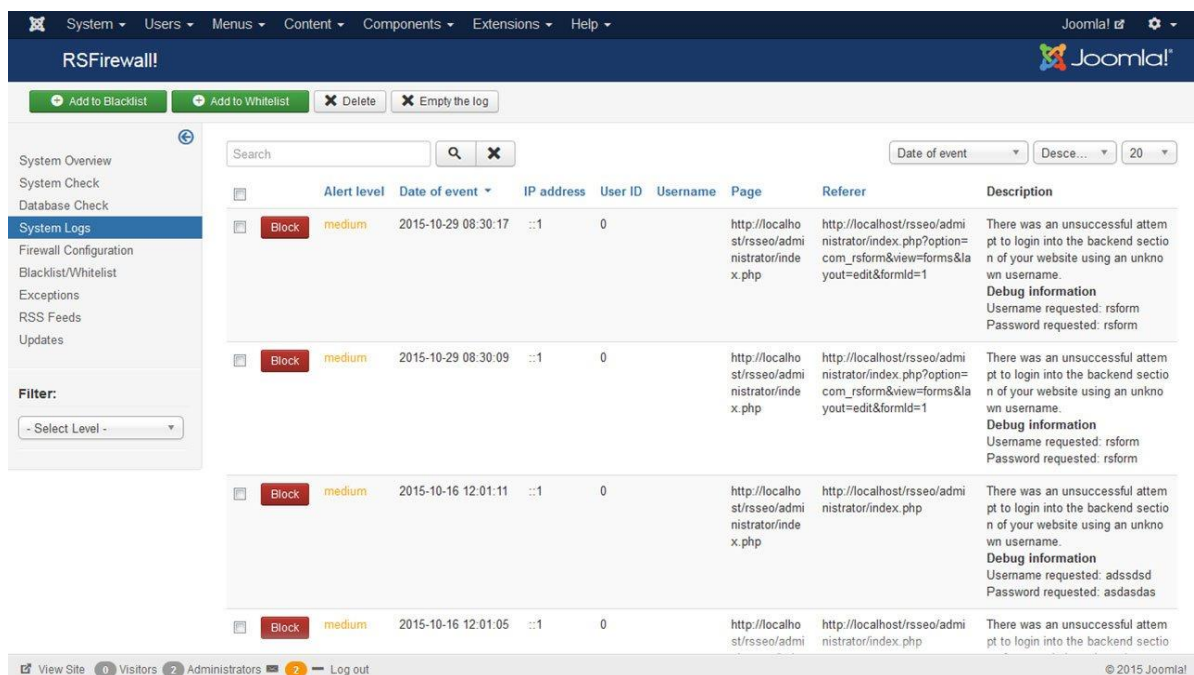 System Users Menus Content Components Extensions Help Joomla!
RSFirewall! Joomla!®
Add to Blacklist Add to Whitelist Delete Empty the log
System Overview
System Check
Database Check
System Logs
Firewall Configuration
Blacklist/Whitelist
Exceptions
RSS Feeds
Updates
Filter:
- Select Level -
Search Date of event Desce... 20
Alert level Date of event IP address User ID Username Page Referer Description
Block medium 2015-10-29 08:30:17 ::1 0 http://localho http://localhost/rsseo/admi There was an unsuccessful attem
st/rsseo/admi nistrator/index.php?option= pt to login into the backend sectio
nistrator/inde com_rsform&view=forms&la n of your website using an unkno
x.php yout=edit&formId=1 wn username.
Debug information
Username requested: rsform
Password requested: rsform
Block medium 2015-10-29 08:30:09 ::1 0 http://localho http://localhost/rsseo/admi There was an unsuccessful attem
st/rsseo/admi nistrator/index.php?option= pt to login into the backend sectio
nistrator/inde com_rsform&view=forms&la n of your website using an unkno
x.php yout=edit&formId=1 wn username.
Debug information
Username requested: rsform
Password requested: rsform
Block medium 2015-10-16 12:01:11 ::1 0 http://localho http://localhost/rsseo/admi There was an unsuccessful attem
st/rsseo/admi nistrator/index.php pt to login into the backend sectio
nistrator/inde n of your website using an unkno
x.php wn username.
Debug information
Username requested: adssdsd
Password requested: asdasdas
Block medium 2015-10-16 12:01:05 ::1 0 http://localho http://localhost/rsseo/admi There was an unsuccessful attem
st/rsseo/admi nistrator/index.php pt to login into the backend sectio
View Site 0 Visitors 2 Administrators 2 Log out © 2015 Joomla!